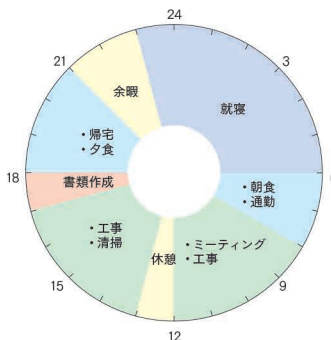 24
21
3
余暇
就寝
・帰宅
・夕食
18
書類作成
・朝食
・通勤
・工事
・清掃
休憩
・ミーティング
・工事
15
9
12